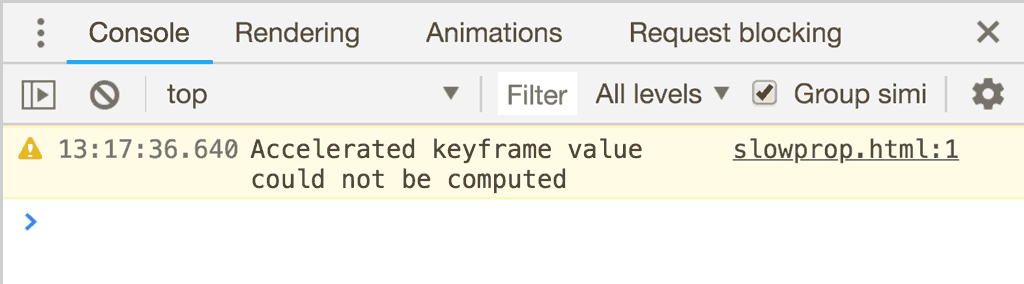 Console Rendering Animations Request blocking
top Filter All levels Group simi
13:17:36.640 Accelerated keyframe value slowprop.html:1
could not be computed